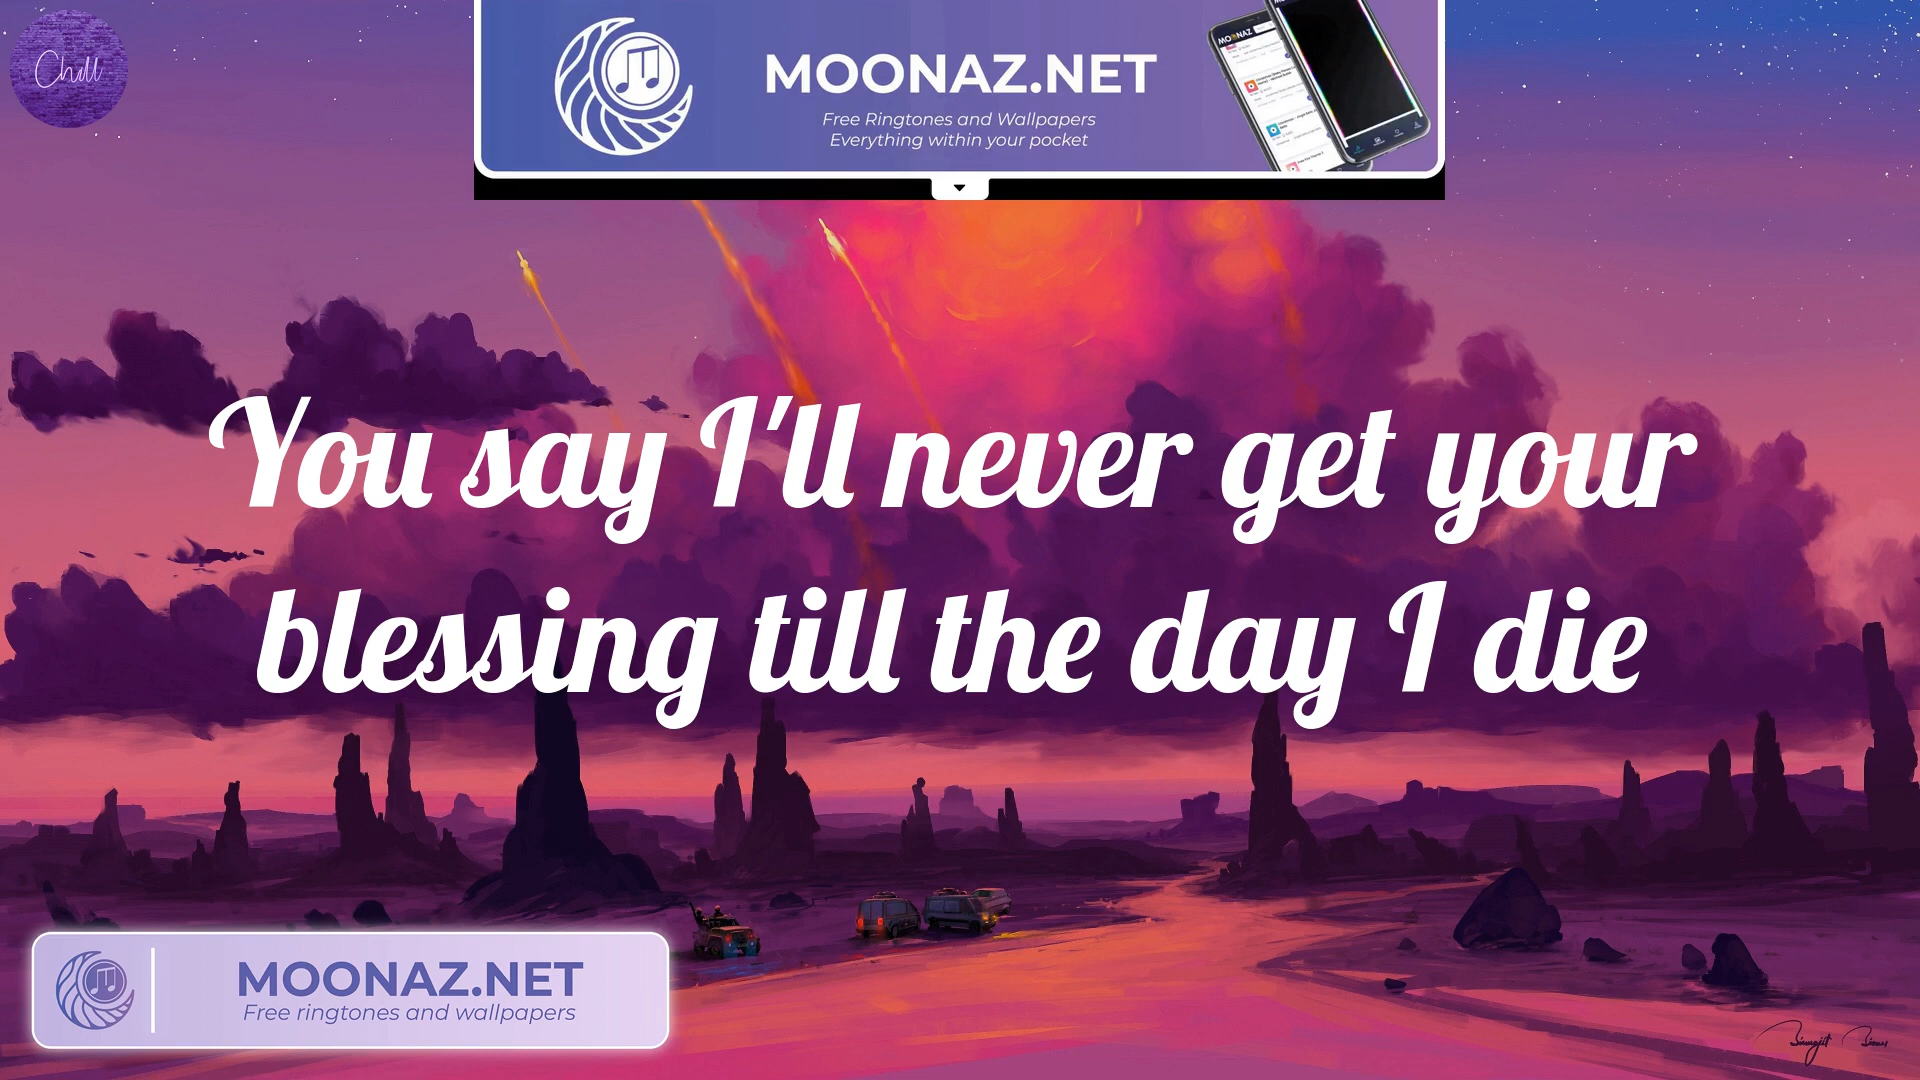 Chill
MOONAZ.NET
Free Ringtones and Wallpapers
Everything within your pocket
MOONAZ
You say I'll never get your
blessing till the day I die
MOONAZ.NET
Free ringtones and wallpapers